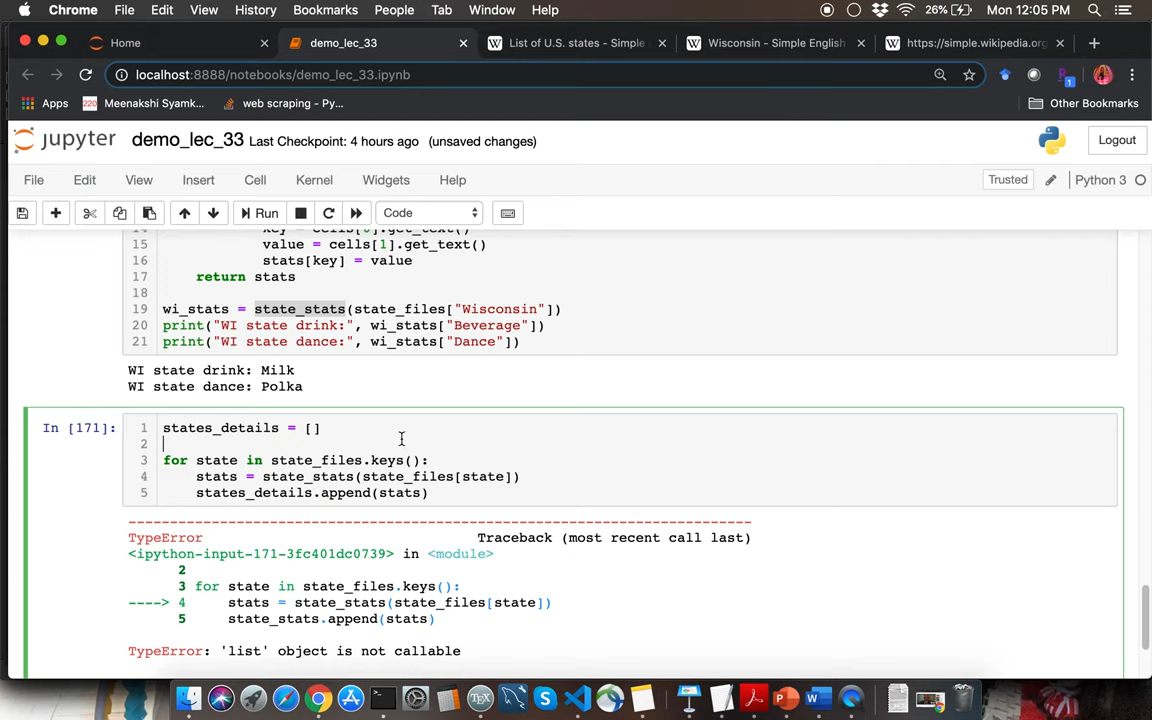 Chrome File Edit View History Bookmarks People Tab Window Help 26% Mon 12:05 PM
Home demo_lec_33 List of U.S. states - Simple Wisconsin - Simple English https://simple.wikipedia.org
localhost:8888/notebooks/demo_lec_33.ipynb
Apps 220 Meenakshi Syamk... web scraping - Py... Other Bookmarks
jupyter demo_lec_33 Last Checkpoint: 4 hours ago (unsaved changes) Logout
File Edit View Insert Cell Kernel Widgets Help Trusted Python 3
Run Code
14 key = cells[0].get_text()
15 value = cells[1].get_text()
16 stats[key] = value
17 return stats
18
19 wi_stats = state_stats(state_files["Wisconsin"])
20 print("WI state drink:", wi_stats["Beverage"])
21 print("WI state dance:", wi_stats["Dance"])
WI state drink: Milk
WI state dance: Polka
In [171]: 1 states_details = []
2
3 for state in state_files.keys():
4 stats = state_stats(state_files[state])
5 states_details.append(stats)
---------------------------------------------------------------------------
TypeError Traceback (most recent call last)
<ipython-input-171-3fc401dc0739> in <module>
2
3 for state in state_files.keys():
----> 4 stats = state_stats(state_files[state])
5 state_stats.append(stats)
TypeError: 'list' object is not callable